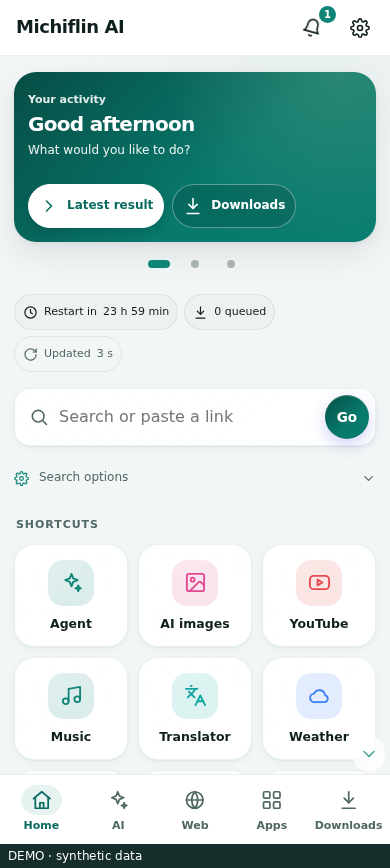 Michiflin AI
1
Your activity
Good afternoon
What would you like to do?
Latest result
Downloads
Restart in 23 h 59 min
0 queued
Updated 3 s
Search or paste a link
Go
Search options
SHORTCUTS
Agent
AI images
YouTube
Music
Translator
Weather
Home
AI
Web
Apps
Downloads
DEMO · synthetic data